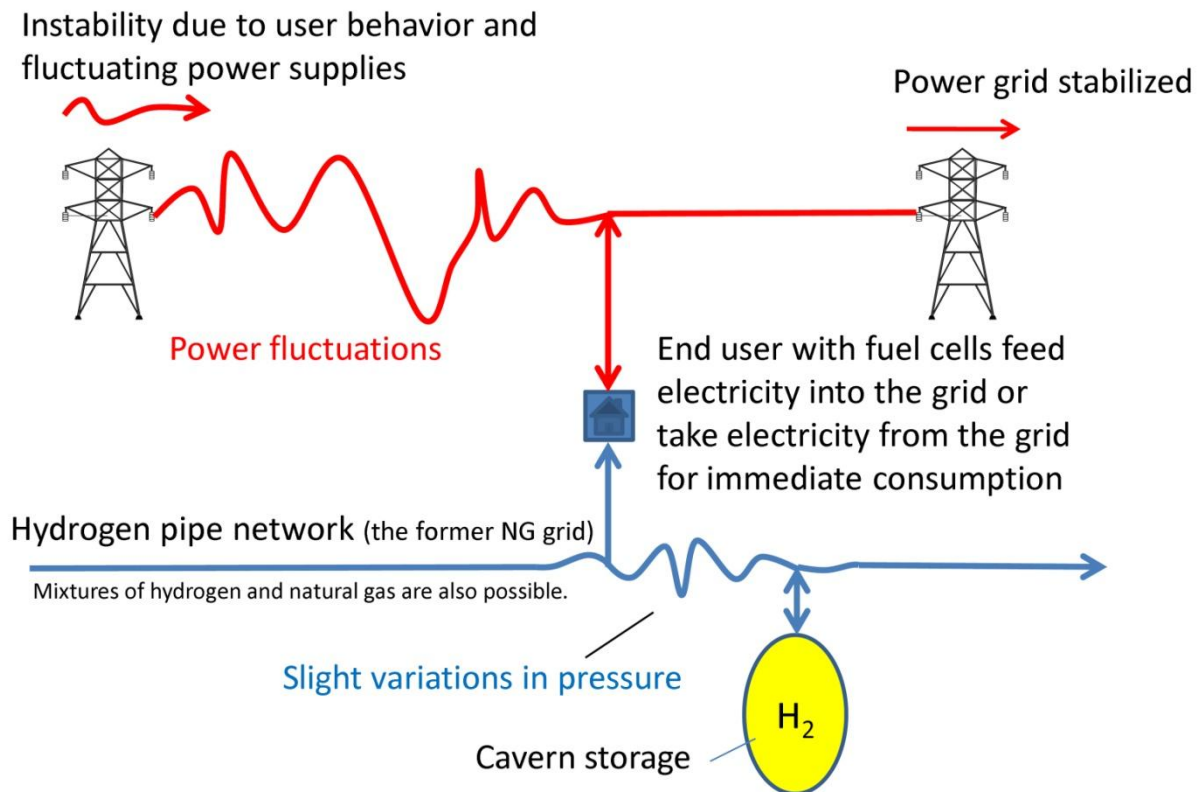 Instability due to user behavior and
fluctuating power supplies
Power grid stabilized
Power fluctuations
End user with fuel cells feed
electricity into the grid or
take electricity from the grid
for immediate consumption
Hydrogen pipe network (the former NG grid)
Mixtures of hydrogen and natural gas are also possible.
Slight variations in pressure
H₂
Cavern storage